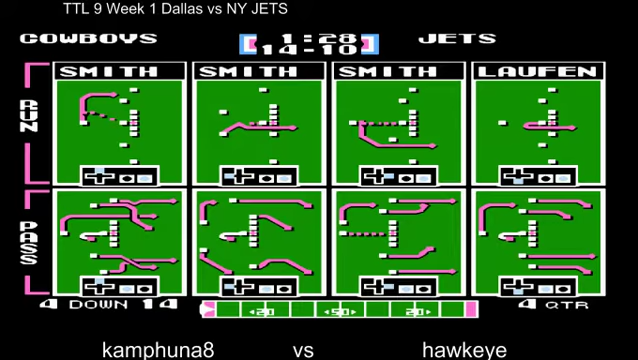 TTL 9 Week 1 Dallas vs NY JETS
COWBOYS 1:28 JETS
14-10
SMITH SMITH SMITH LAUFEN
RUN
PASS
4 DOWN 14 20 50 20 4 QTR
kamphuna8 vs hawkeye